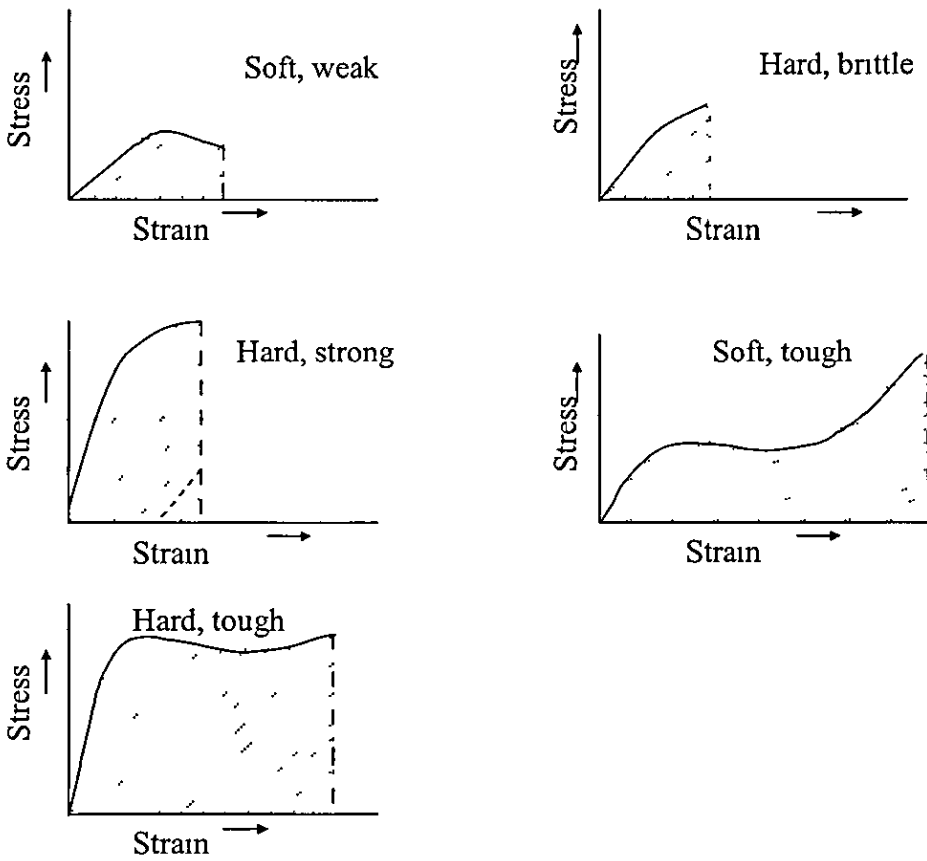 Stress
Soft, weak
Strain
Stress
Hard, brittle
Strain
Stress
Hard, strong
Strain
Stress
Soft, tough
Strain
Stress
Hard, tough
Strain